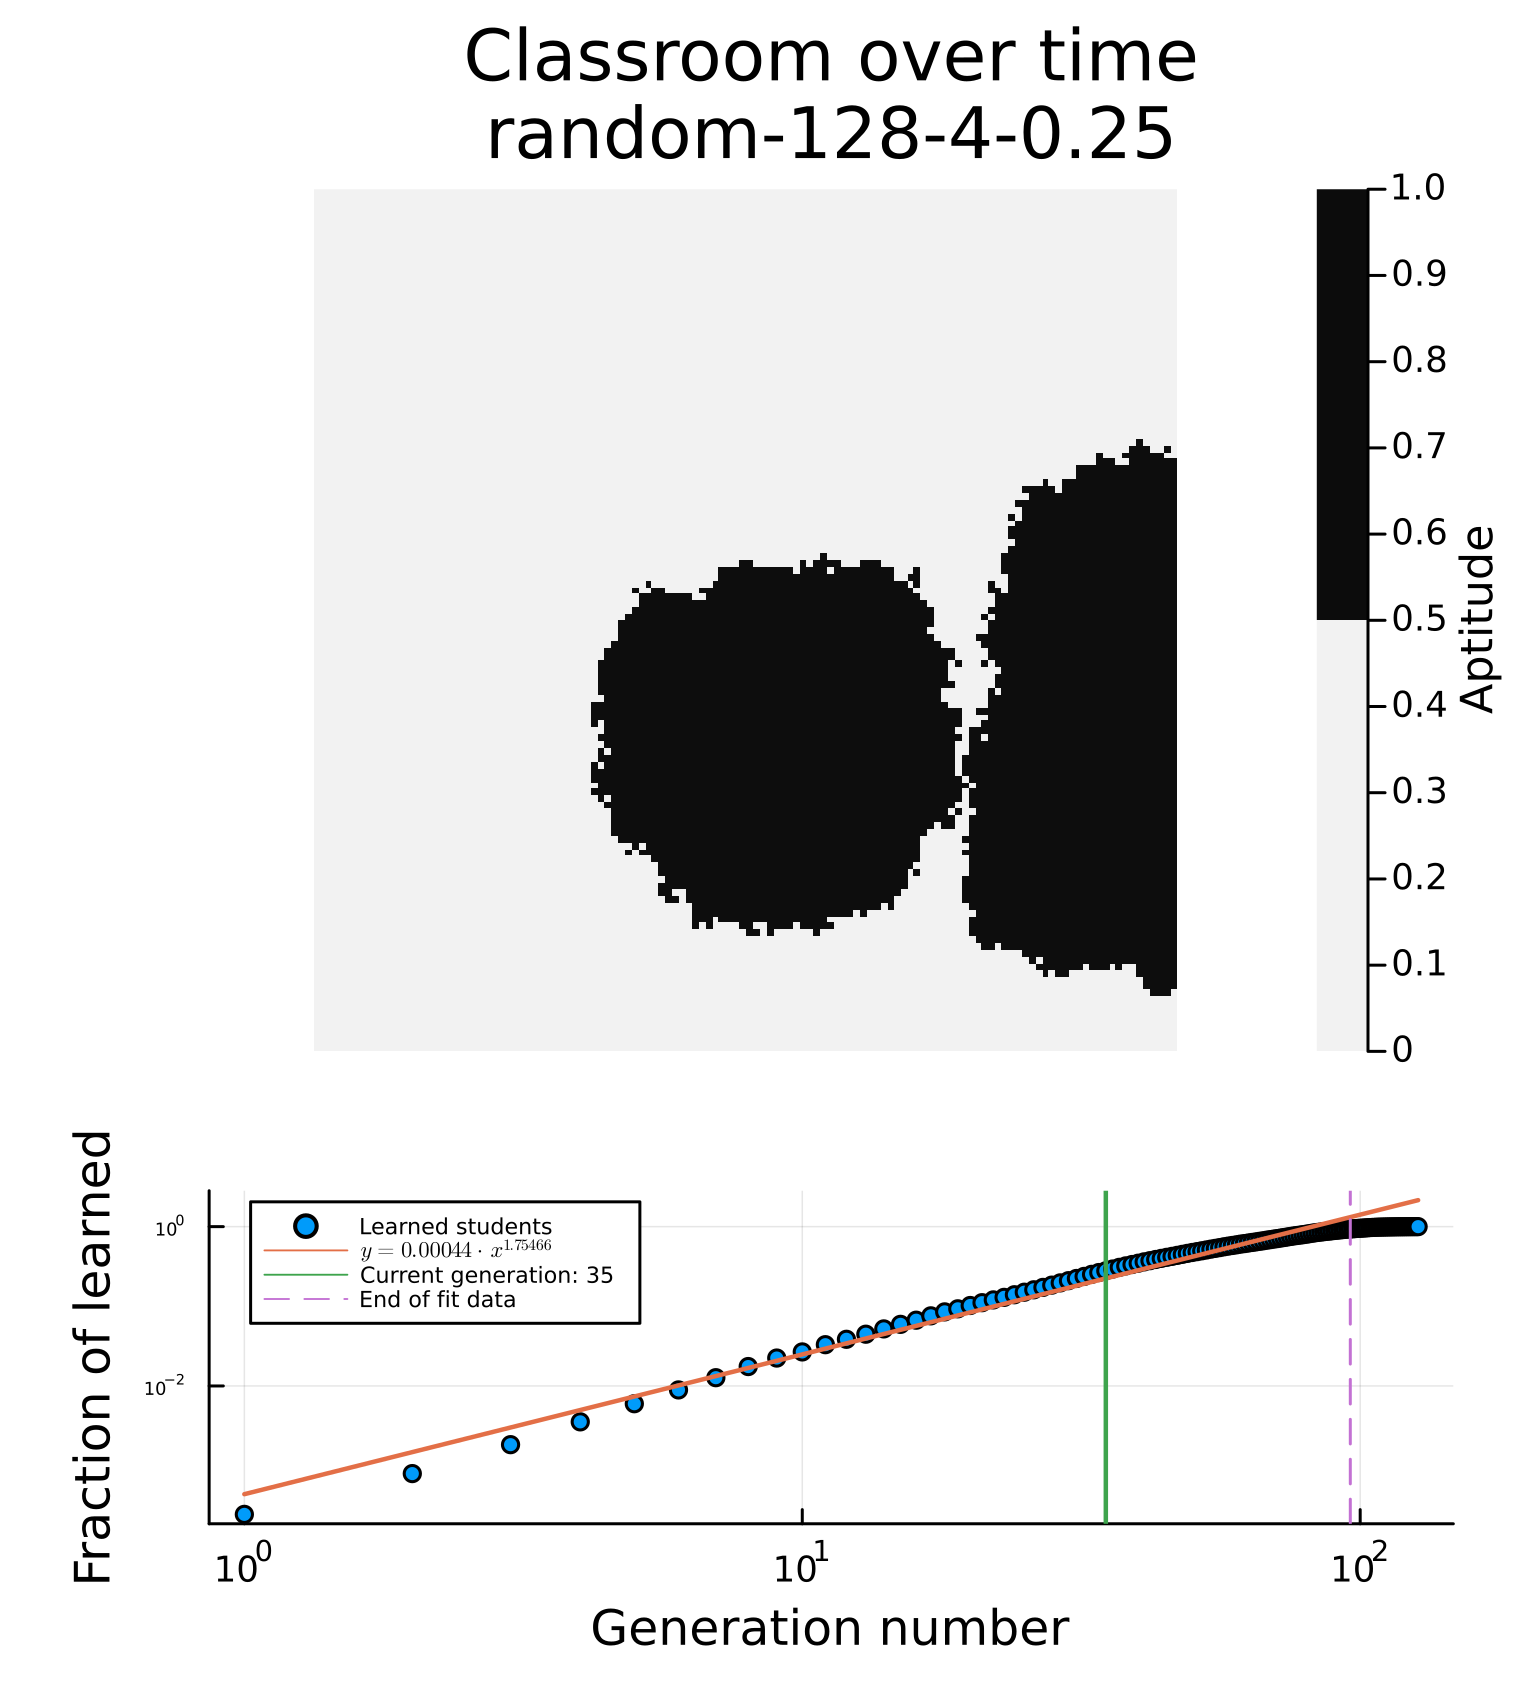 Classroom over time
random-128-4-0.25
1.0
0.9
0.8
0.7
0.6
0.5
0.4
0.3
0.2
0.1
0
Aptitude
Fraction of learned
10^0
10^-2
Learned students
y = 0.00044 · x^1.75466
Current generation: 35
End of fit data
10^0
10^1
10^2
Generation number